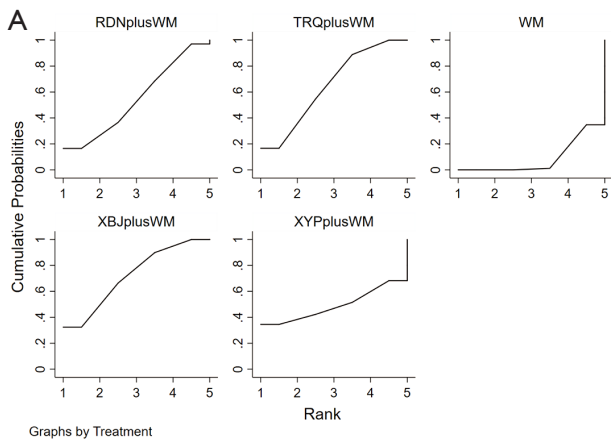 A
RDNplusWM
TRQplusWM
WM
0 .2 .4 .6 .8 1
1 2 3 4 5
0 .2 .4 .6 .8 1
1 2 3 4 5
0 .2 .4 .6 .8 1
1 2 3 4 5
Cumulative Probabilities
XBJplusWM
XYPplusWM
0 .2 .4 .6 .8 1
1 2 3 4 5
0 .2 .4 .6 .8 1
1 2 3 4 5
Rank
Graphs by Treatment